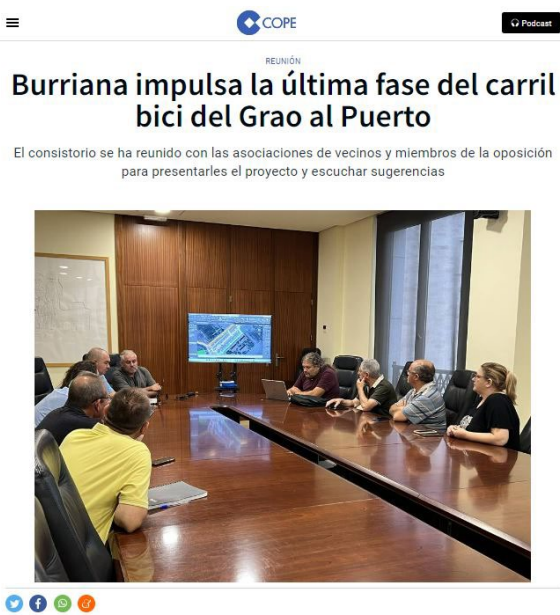 COPE
Podcast
REUNIÓN
Burriana impulsa la última fase del carril
bici del Grao al Puerto
El consistorio se ha reunido con las asociaciones de vecinos y miembros de la oposición
para presentarles el proyecto y escuchar sugerencias